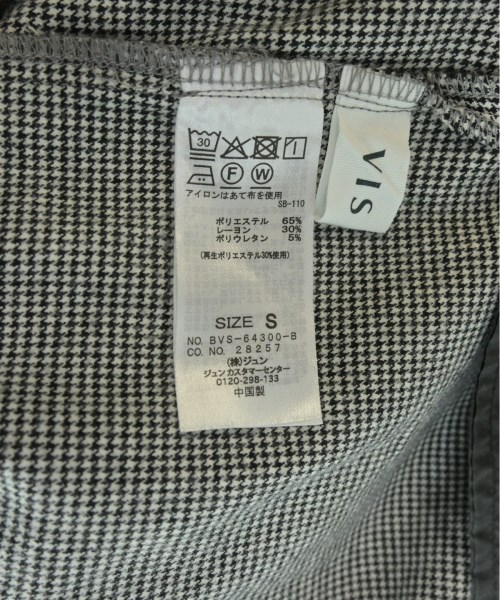 30
F W
アイロンはあて布を使用
SB-110
ポリエステル 65%
レーヨン 30%
ポリウレタン 5%
(再生ポリエステル30%使用)
SIZE S
NO. BVS-64300-B
CO. NO. 28257
(株)ジュン
ジュンカスタマーセンター
0120-298-133
中国製
VIS